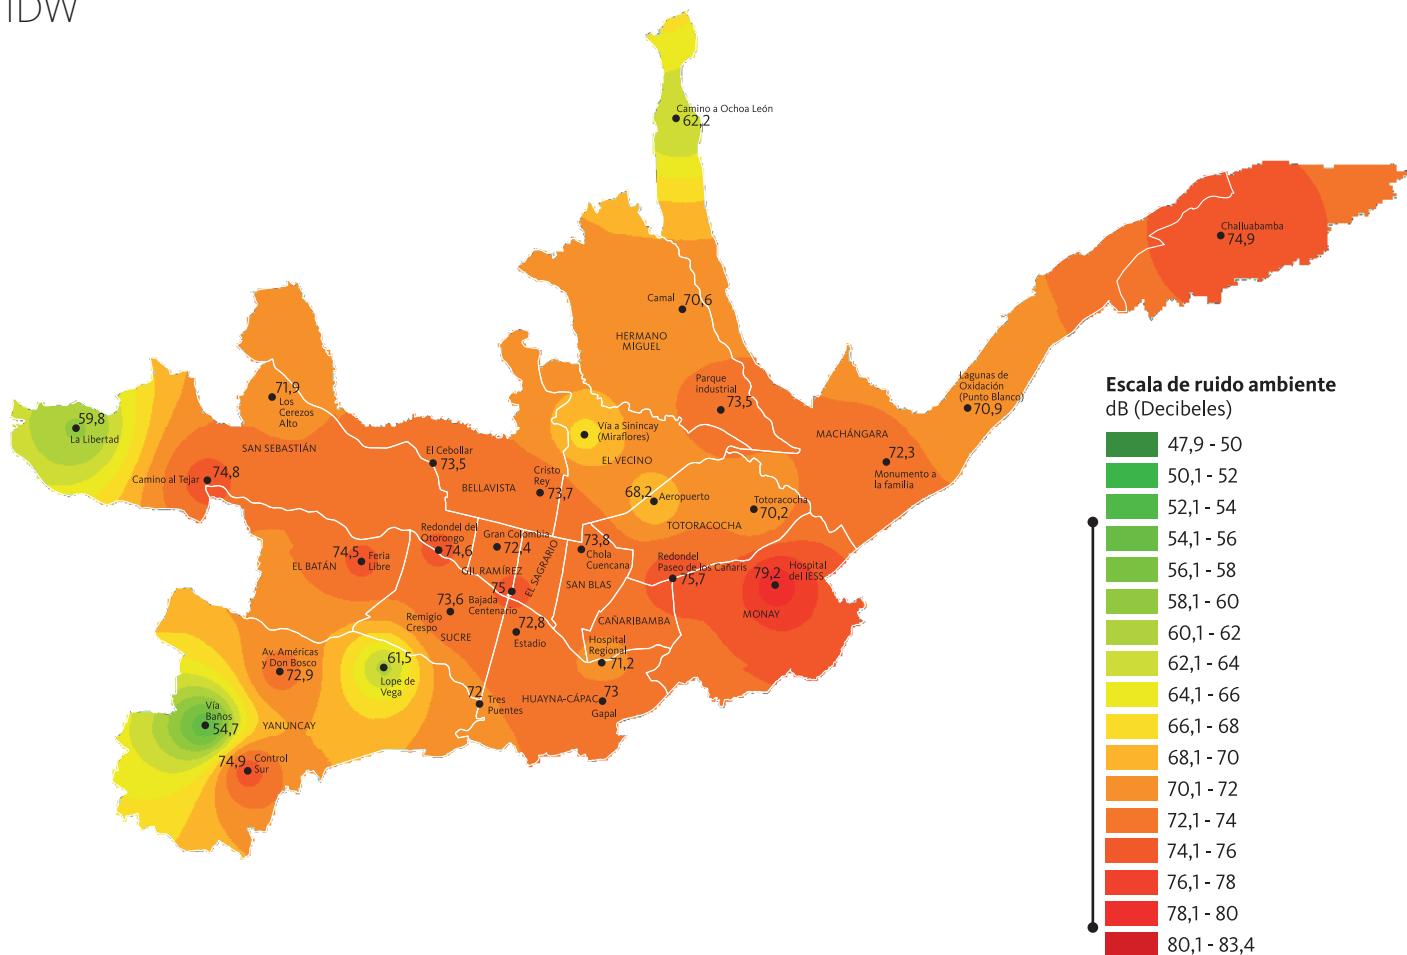 IDW
Camino a Ochoa León
62,2
Challuabamba
74,9
Camal
70,6
HERMANO
MIGUEL
Parque
industrial
73,5
Lagunas de
Oxidación
(Punto Blanco)
70,9
71,9
Los
Cerezos
Alto
59,8
La Libertad
SAN SEBASTIÁN
Camino al Tejar
74,8
El Cebollar
73,5
BELLAVISTA
Cristo
Rey
73,7
Vía a Sinincay
(Miraflores)
EL VECINO
MACHÁNGARA
72,3
Monumento a
la familia
68,2
Aeropuerto
Totoracocha
70,2
TOTORACOCHA
Redondel del
Otorongo
74,6
Gran Colombia
72,4
GIL RAMÍREZ
EL SAGRARIO
73,8
Chola
Cuencana
SAN BLAS
Redondel
Paseo de los Cañaris
75,7
79,2
Hospital
del IESS
MONAY
74,5
Feria
Libre
EL BATÁN
75
Bajada
Centenario
73,6
Remigio
Crespo
SUCRE
72,8
Estadio
CAÑARIBAMBA
Hospital
Regional
71,2
Av. Américas
y Don Bosco
72,9
61,5
Lope de
Vega
72
Tres
Puentes
HUAYNA-CÁPAC
73
Gapal
Vía
Baños
54,7
YANUNCAY
74,9
Control
Sur
Escala de ruido ambiente
dB (Decibeles)
47,9 - 50
50,1 - 52
52,1 - 54
54,1 - 56
56,1 - 58
58,1 - 60
60,1 - 62
62,1 - 64
64,1 - 66
66,1 - 68
68,1 - 70
70,1 - 72
72,1 - 74
74,1 - 76
76,1 - 78
78,1 - 80
80,1 - 83,4